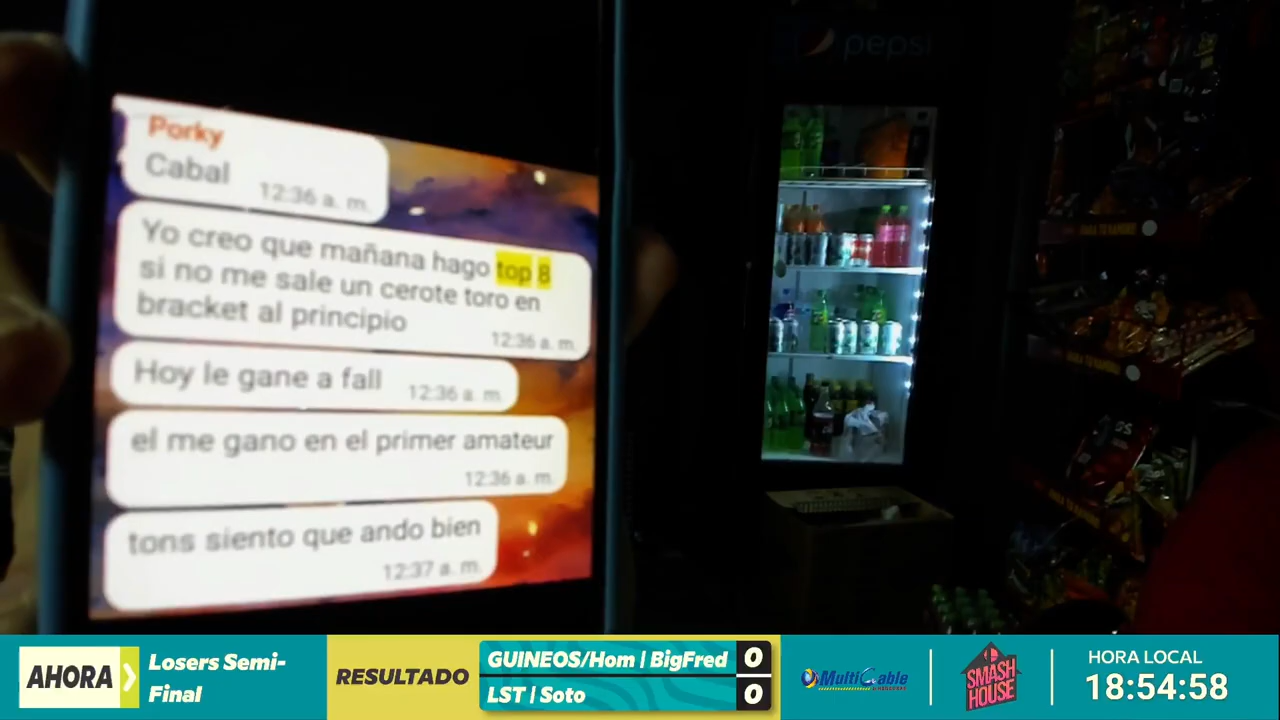 Porky
Cabal
12:36 a. m.
Yo creo que mañana hago top 8
si no me sale un cerote toro en
bracket al principio
12:36 a. m.
Hoy le gane a fall
12:36 a. m.
el me gano en el primer amateur
12:36 a. m.
tons siento que ando bien
12:37 a. m.
pepsi
AHORA
Losers Semi-
Final
RESULTADO
GUINEOS/Hom | BigFred 0
LST | Soto 0
MultiCable
SMASH
HOUSE
HORA LOCAL
18:54:58